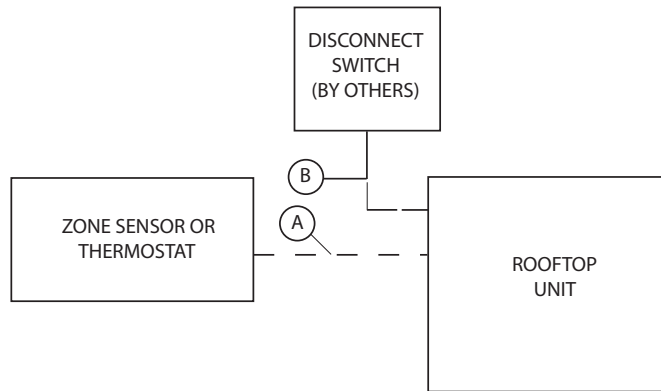 DISCONNECT
SWITCH
(BY OTHERS)
B
ZONE SENSOR OR
THERMOSTAT
A
ROOFTOP
UNIT